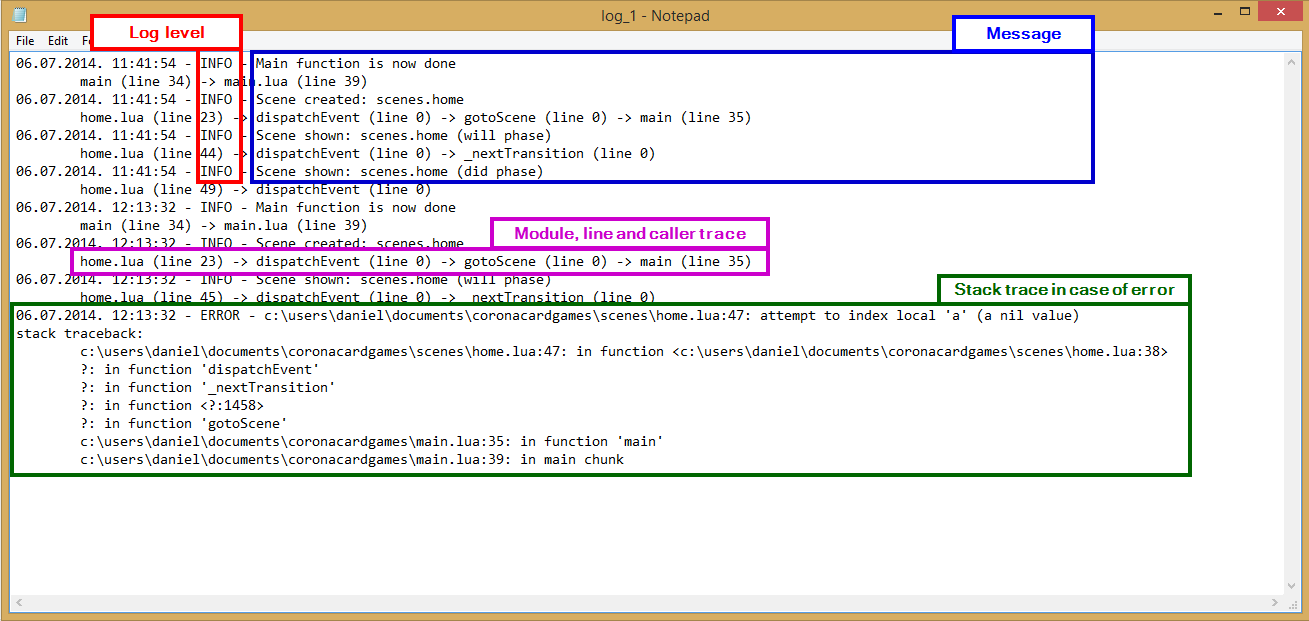 log_1 - Notepad
Log level
Message
File Edit
06.07.2014. 11:41:54 - INFO - Main function is now done
main (line 34) -> main.lua (line 39)
06.07.2014. 11:41:54 - INFO - Scene created: scenes.home
home.lua (line 23) -> dispatchEvent (line 0) -> gotoScene (line 0) -> main (line 35)
06.07.2014. 11:41:54 - INFO - Scene shown: scenes.home (will phase)
home.lua (line 44) -> dispatchEvent (line 0) -> _nextTransition (line 0)
06.07.2014. 11:41:54 - INFO - Scene shown: scenes.home (did phase)
home.lua (line 49) -> dispatchEvent (line 0)
06.07.2014. 12:13:32 - INFO - Main function is now done
main (line 34) -> main.lua (line 39)
Module, line and caller trace
06.07.2014. 12:13:32 - INFO - Scene created: scenes.home
home.lua (line 23) -> dispatchEvent (line 0) -> gotoScene (line 0) -> main (line 35)
06.07.2014. 12:13:32 - INFO - Scene shown: scenes.home (will phase)
Stack trace in case of error
home.lua (line 45) -> dispatchEvent (line 0) -> _nextTransition (line 0)
06.07.2014. 12:13:32 - ERROR - c:\users\daniel\documents\coronacardgames\scenes\home.lua:47: attempt to index local 'a' (a nil value)
stack traceback:
c:\users\daniel\documents\coronacardgames\scenes\home.lua:47: in function <c:\users\daniel\documents\coronacardgames\scenes\home.lua:38>
?: in function 'dispatchEvent'
?: in function '_nextTransition'
?: in function <?:1458>
?: in function 'gotoScene'
c:\users\daniel\documents\coronacardgames\main.lua:35: in function 'main'
c:\users\daniel\documents\coronacardgames\main.lua:39: in main chunk